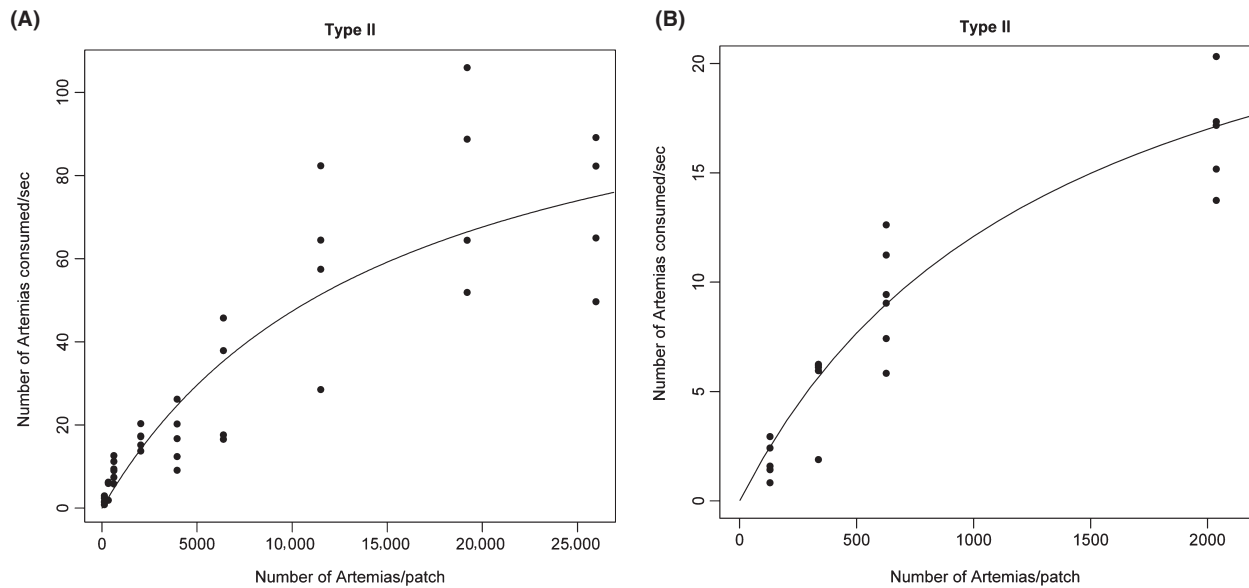 (A)
Type II
Number of Artemias consumed/sec
100
80
60
40
20
0
0 5000 10,000 15,000 20,000 25,000
Number of Artemias/patch
(B)
Type II
Number of Artemias consumed/sec
20
15
10
5
0
0 500 1000 1500 2000
Number of Artemias/patch